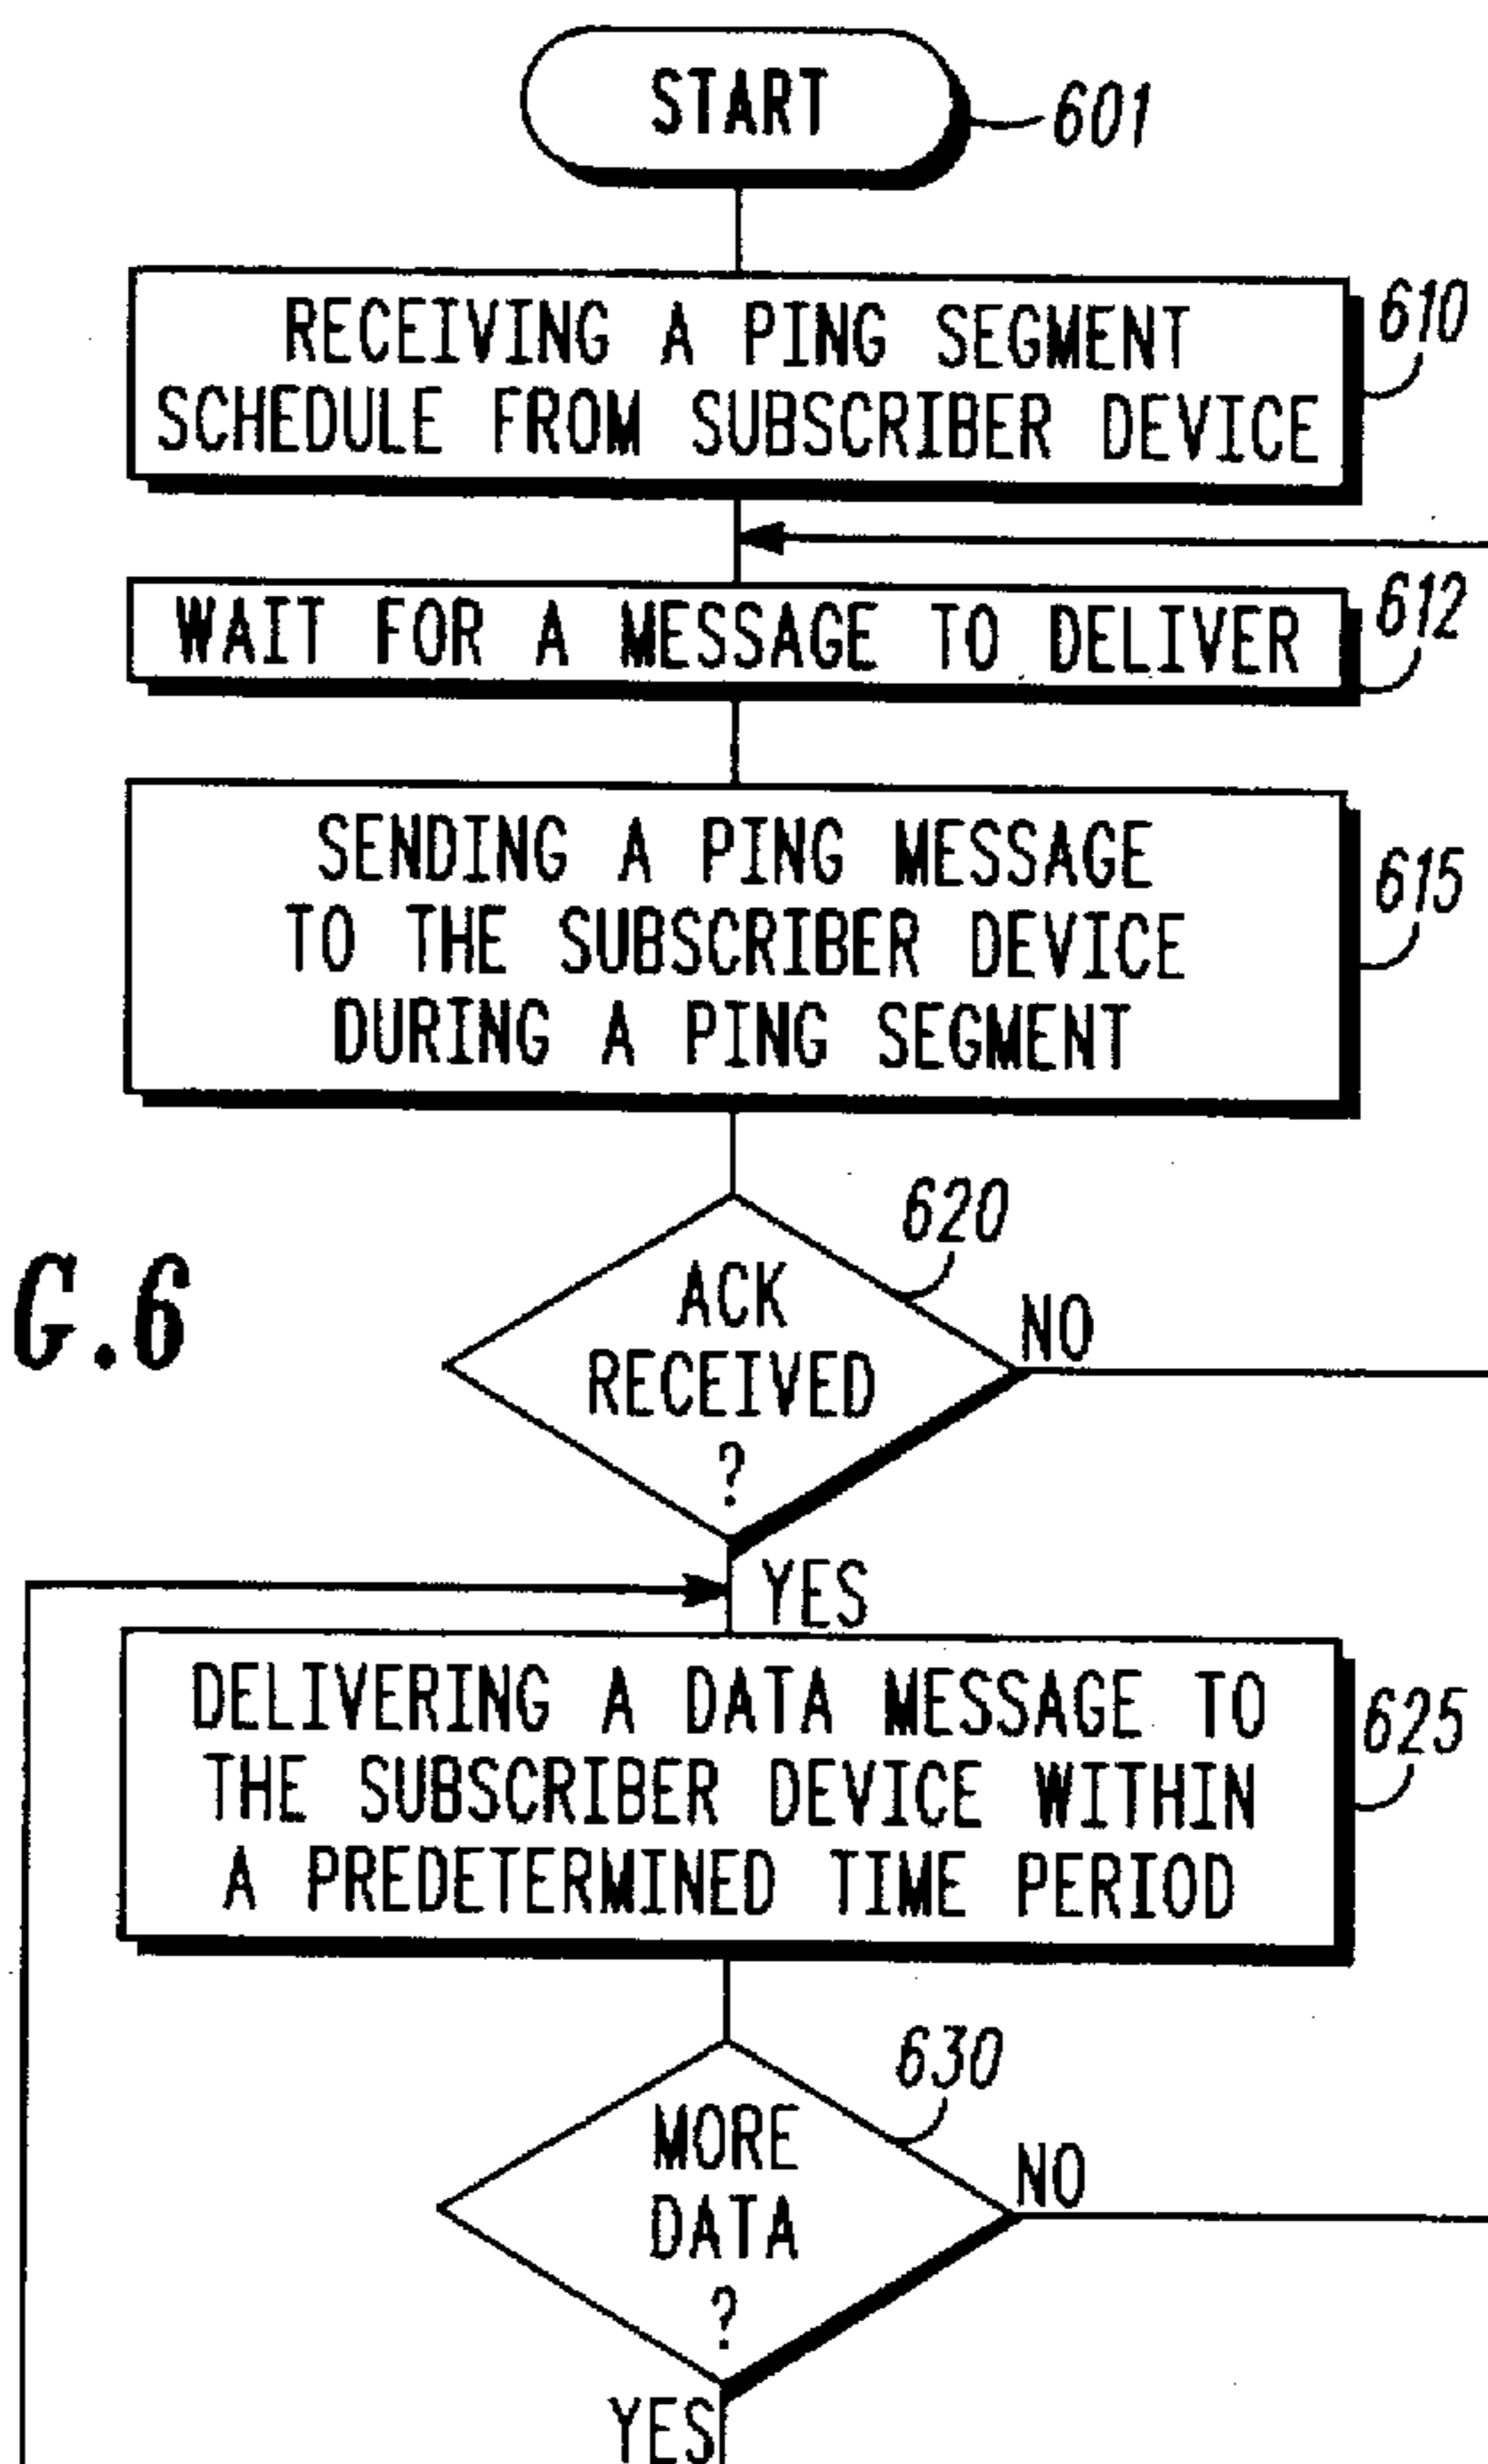 START
601
RECEIVING A PING SEGMENT
SCHEDULE FROM SUBSCRIBER DEVICE
610
WAIT FOR A MESSAGE TO DELIVER
612
SENDING A PING MESSAGE
TO THE SUBSCRIBER DEVICE
DURING A PING SEGMENT
615
G.6
620
ACK
RECEIVED
?
NO
YES
DELIVERING A DATA MESSAGE TO
THE SUBSCRIBER DEVICE WITHIN
A PREDETERMINED TIME PERIOD
625
630
MORE
DATA
?
NO
YES